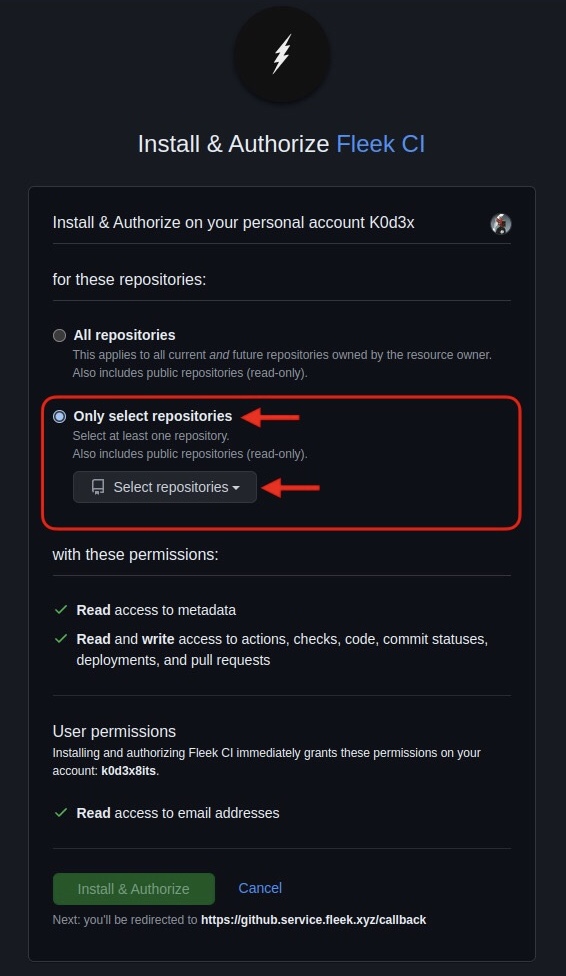 Install & Authorize Fleek CI
Install & Authorize on your personal account K0d3x
for these repositories:
All repositories
This applies to all current and future repositories owned by the resource owner.
Also includes public repositories (read-only).
Only select repositories
Select at least one repository.
Also includes public repositories (read-only).
Select repositories
with these permissions:
Read access to metadata
Read and write access to actions, checks, code, commit statuses,
deployments, and pull requests
User permissions
Installing and authorizing Fleek CI immediately grants these permissions on your
account: k0d3x8its.
Read access to email addresses
Install & Authorize Cancel
Next: you'll be redirected to https://github.service.fleek.xyz/callback